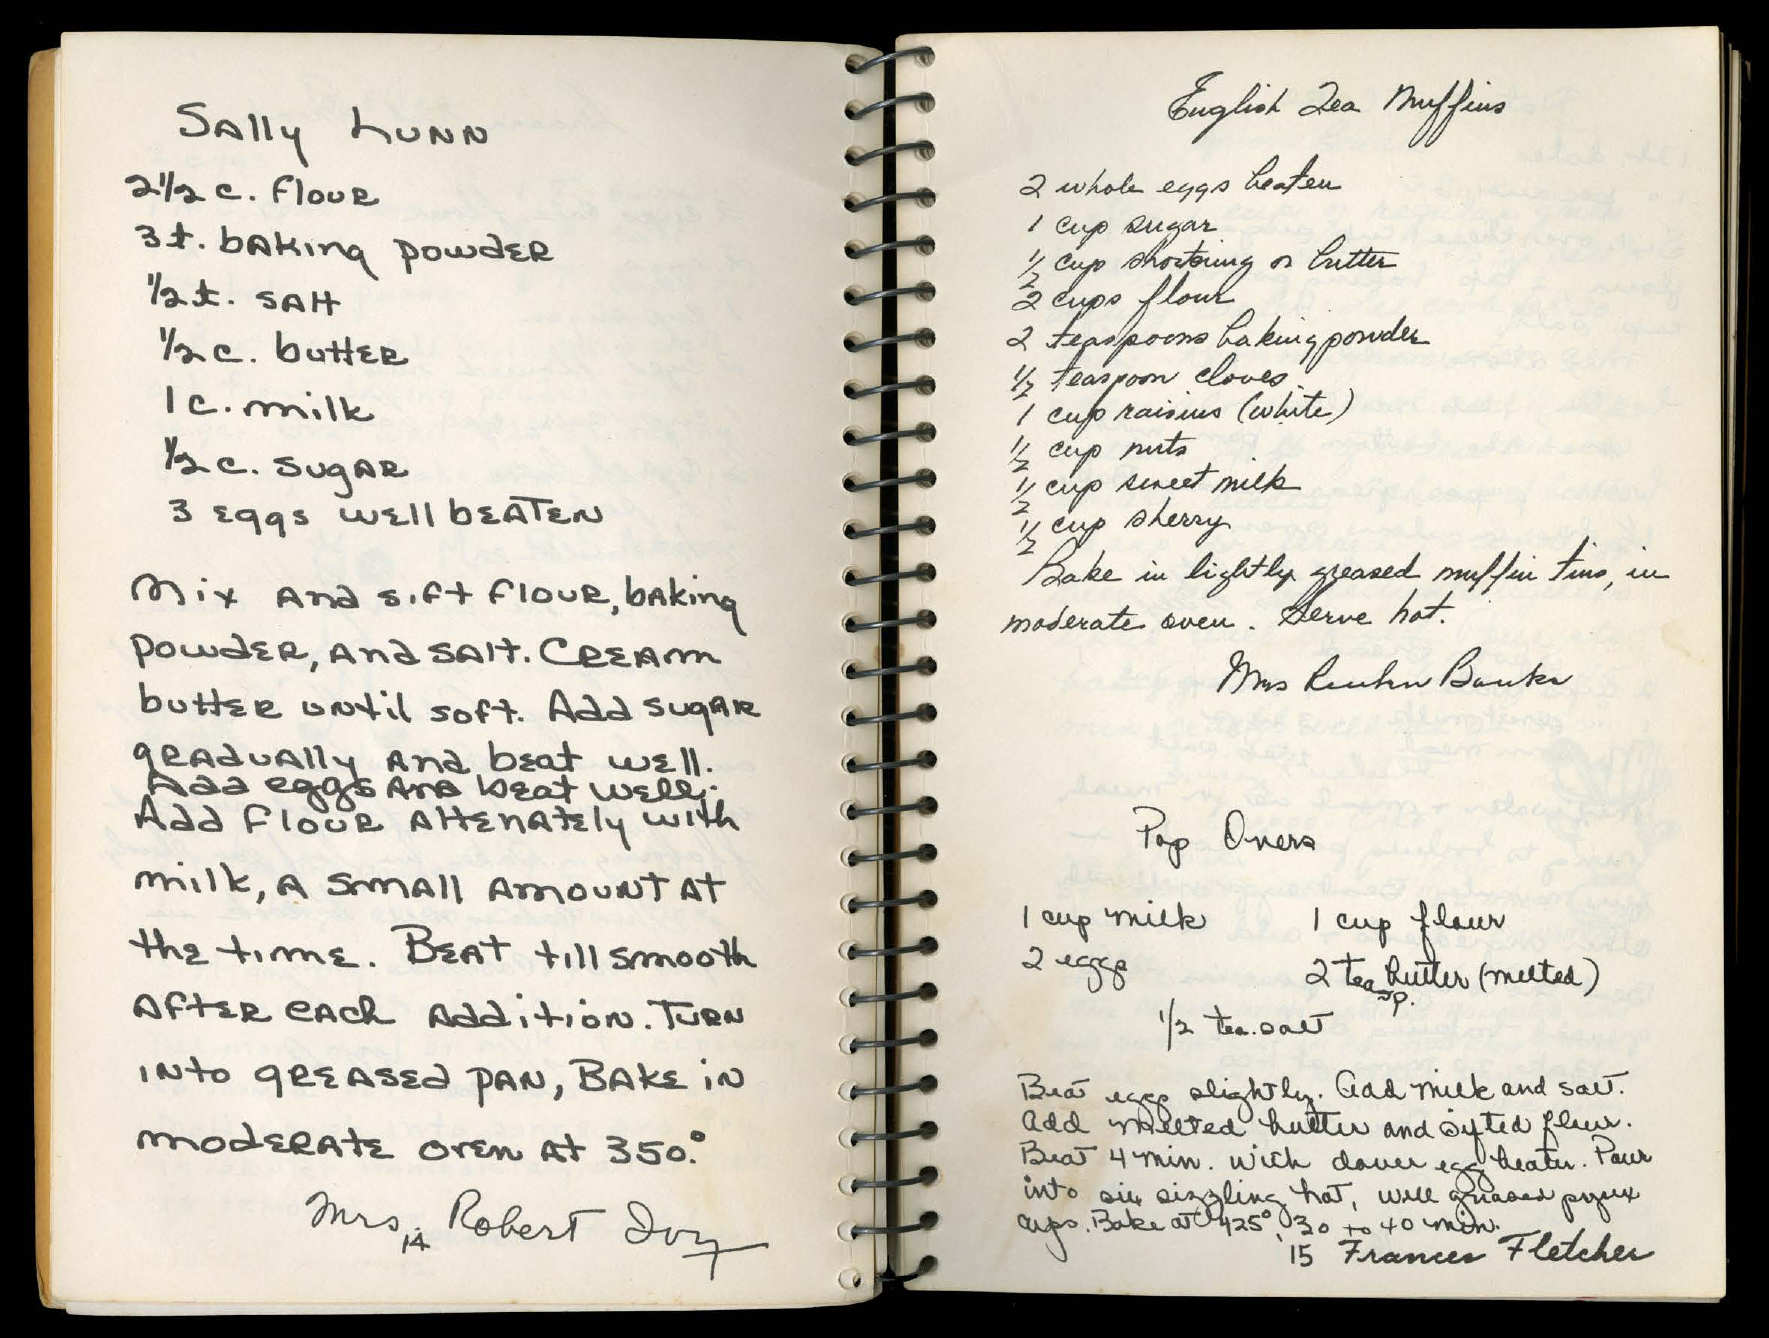 Sally Lunn
2 1/2 c. flour
3 t. baking powder
1/2 t. salt
1/2 c. butter
1 c. milk
1/2 c. sugar
3 eggs well beaten
Mix and sift flour, baking
powder, and salt. Cream
butter until soft. Add sugar
gradually and beat well.
Add eggs and beat well.
Add flour altenately with
milk, a small amount at
the time. Beat till smooth
after each addition. Turn
into greased pan, Bake in
moderate oven at 350.°
Mrs. Robert Ivy
14
English Tea Muffins
2 whole eggs beaten
1 cup sugar
1/2 cup shortening or butter
2 cups flour
2 teaspoons baking powder
1/2 teaspoon cloves
1 cup raisins (white)
1/2 cup nuts
1/2 cup sweet milk
1/2 cup sherry
Bake in lightly greased muffin tins, in
moderate oven. Serve hot.
Mrs Banks
Pop Overs
1 cup milk 1 cup flour
2 eggs 2 teasp. butter (melted)
1/2 tea. salt
Beat eggs slightly. Add milk and salt.
Add melted butter and sifted flour.
Beat 4 min. with dover egg beater. Pour
into six sizzling hot, well greased pyrex
cups. Bake at 425°, 30 to 40 min.
15 Frances Fletcher